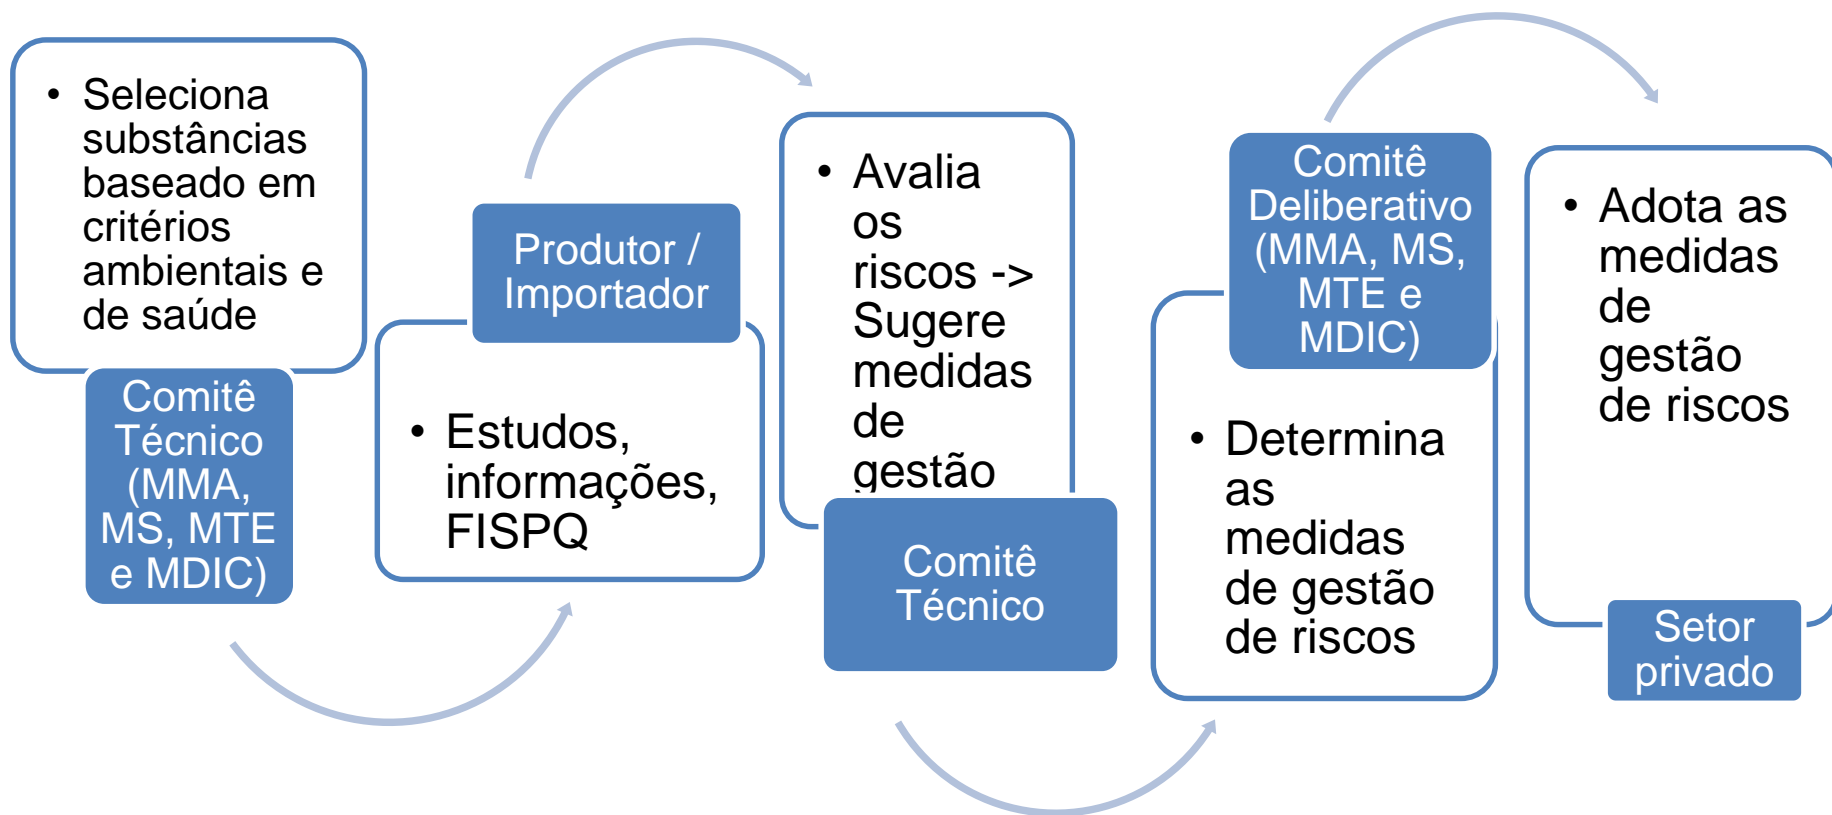 • Seleciona
substâncias
baseado em
critérios
ambientais e
de saúde
Comitê
Técnico
(MMA,
MS, MTE
e MDIC)
Produtor /
Importador
• Estudos,
informações,
FISPQ
• Avalia
os
riscos ->
Sugere
medidas
de
gestão
Comitê
Técnico
Comitê
Deliberativo
(MMA, MS,
MTE e
MDIC)
• Determina
as
medidas
de gestão
de riscos
• Adota as
medidas
de
gestão
de riscos
Setor
privado